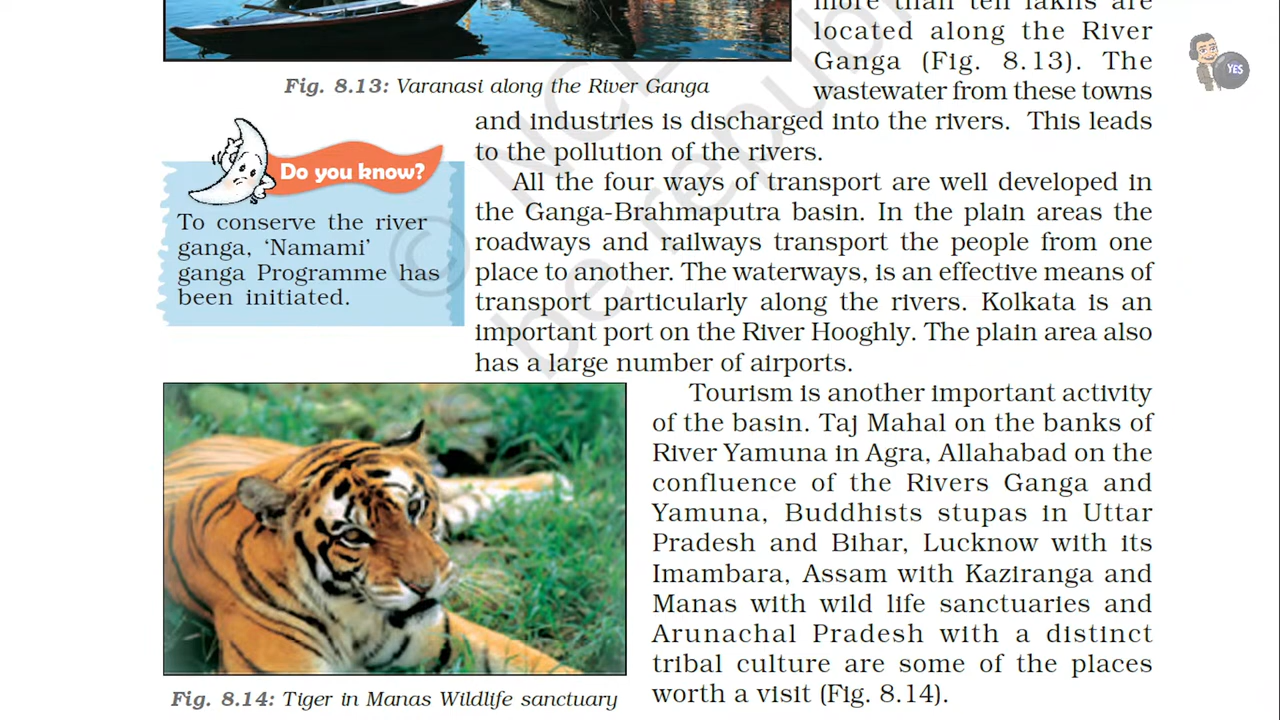 more than ten lakhs are
located along the River
Ganga (Fig. 8.13). The
wastewater from these towns
Fig. 8.13: Varanasi along the River Ganga
and industries is discharged into the rivers. This leads
to the pollution of the rivers.
All the four ways of transport are well developed in
the Ganga-Brahmaputra basin. In the plain areas the
roadways and railways transport the people from one
place to another. The waterways, is an effective means of
transport particularly along the rivers. Kolkata is an
important port on the River Hooghly. The plain area also
has a large number of airports.
Do you know?
To conserve the river
ganga, ‘Namami’
ganga Programme has
been initiated.
Tourism is another important activity
of the basin. Taj Mahal on the banks of
River Yamuna in Agra, Allahabad on the
confluence of the Rivers Ganga and
Yamuna, Buddhists stupas in Uttar
Pradesh and Bihar, Lucknow with its
Imambara, Assam with Kaziranga and
Manas with wild life sanctuaries and
Arunachal Pradesh with a distinct
tribal culture are some of the places
worth a visit (Fig. 8.14).
Fig. 8.14: Tiger in Manas Wildlife sanctuary
YES
© NCE
be republ